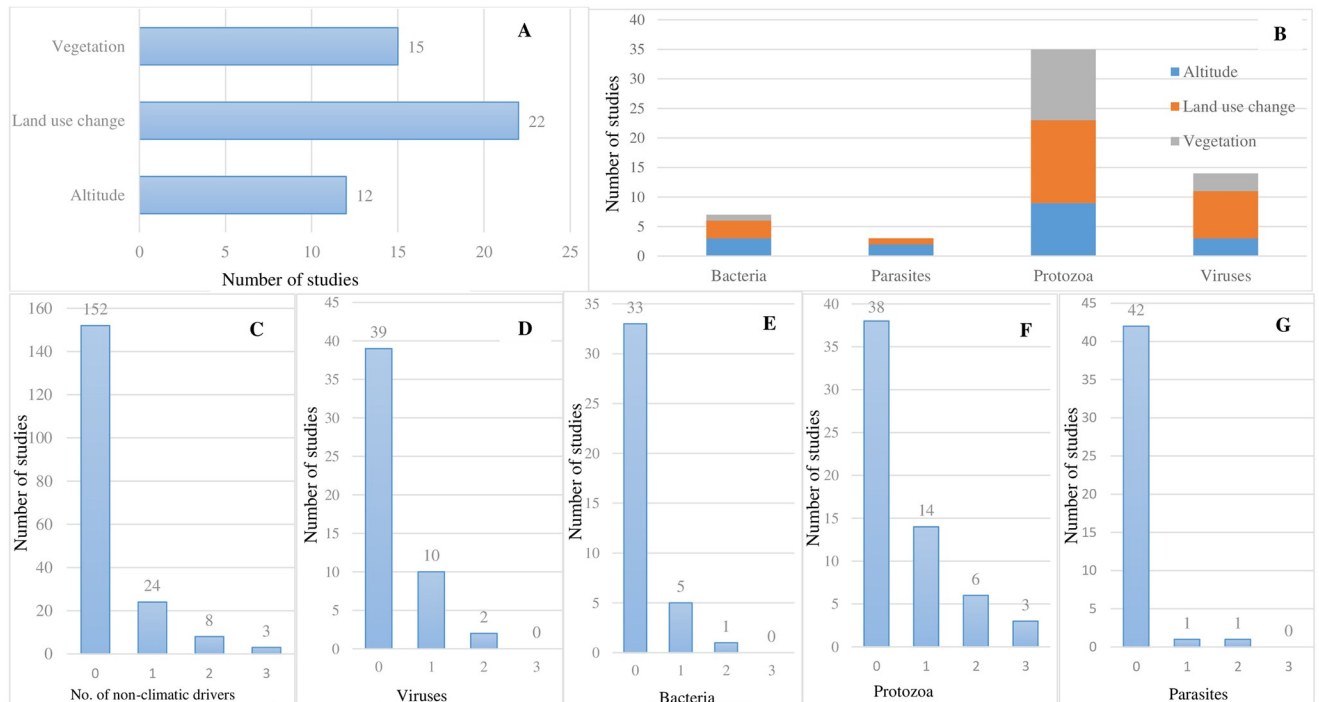 A
Vegetation
15
Land use change
22
Altitude
12
0 5 10 15 20 25
Number of studies
B
Number of studies
40
35
30
25
20
15
10
5
0
Altitude
Land use change
Vegetation
Bacteria Parasites Protozoa Viruses
C
Number of studies
160
140
120
100
80
60
40
20
0
152
24
8
3
0 1 2 3
No. of non-climatic drivers
D
Number of studies
45
40
35
30
25
20
15
10
5
0
39
10
2
0
0 1 2 3
Viruses
E
Number of studies
35
30
25
20
15
10
5
0
33
5
1
0
0 1 2 3
Bacteria
F
Number of studies
40
35
30
25
20
15
10
5
0
38
14
6
3
0 1 2 3
Protozoa
G
Number of studies
45
40
35
30
25
20
15
10
5
0
42
1
1
0
0 1 2 3
Parasites